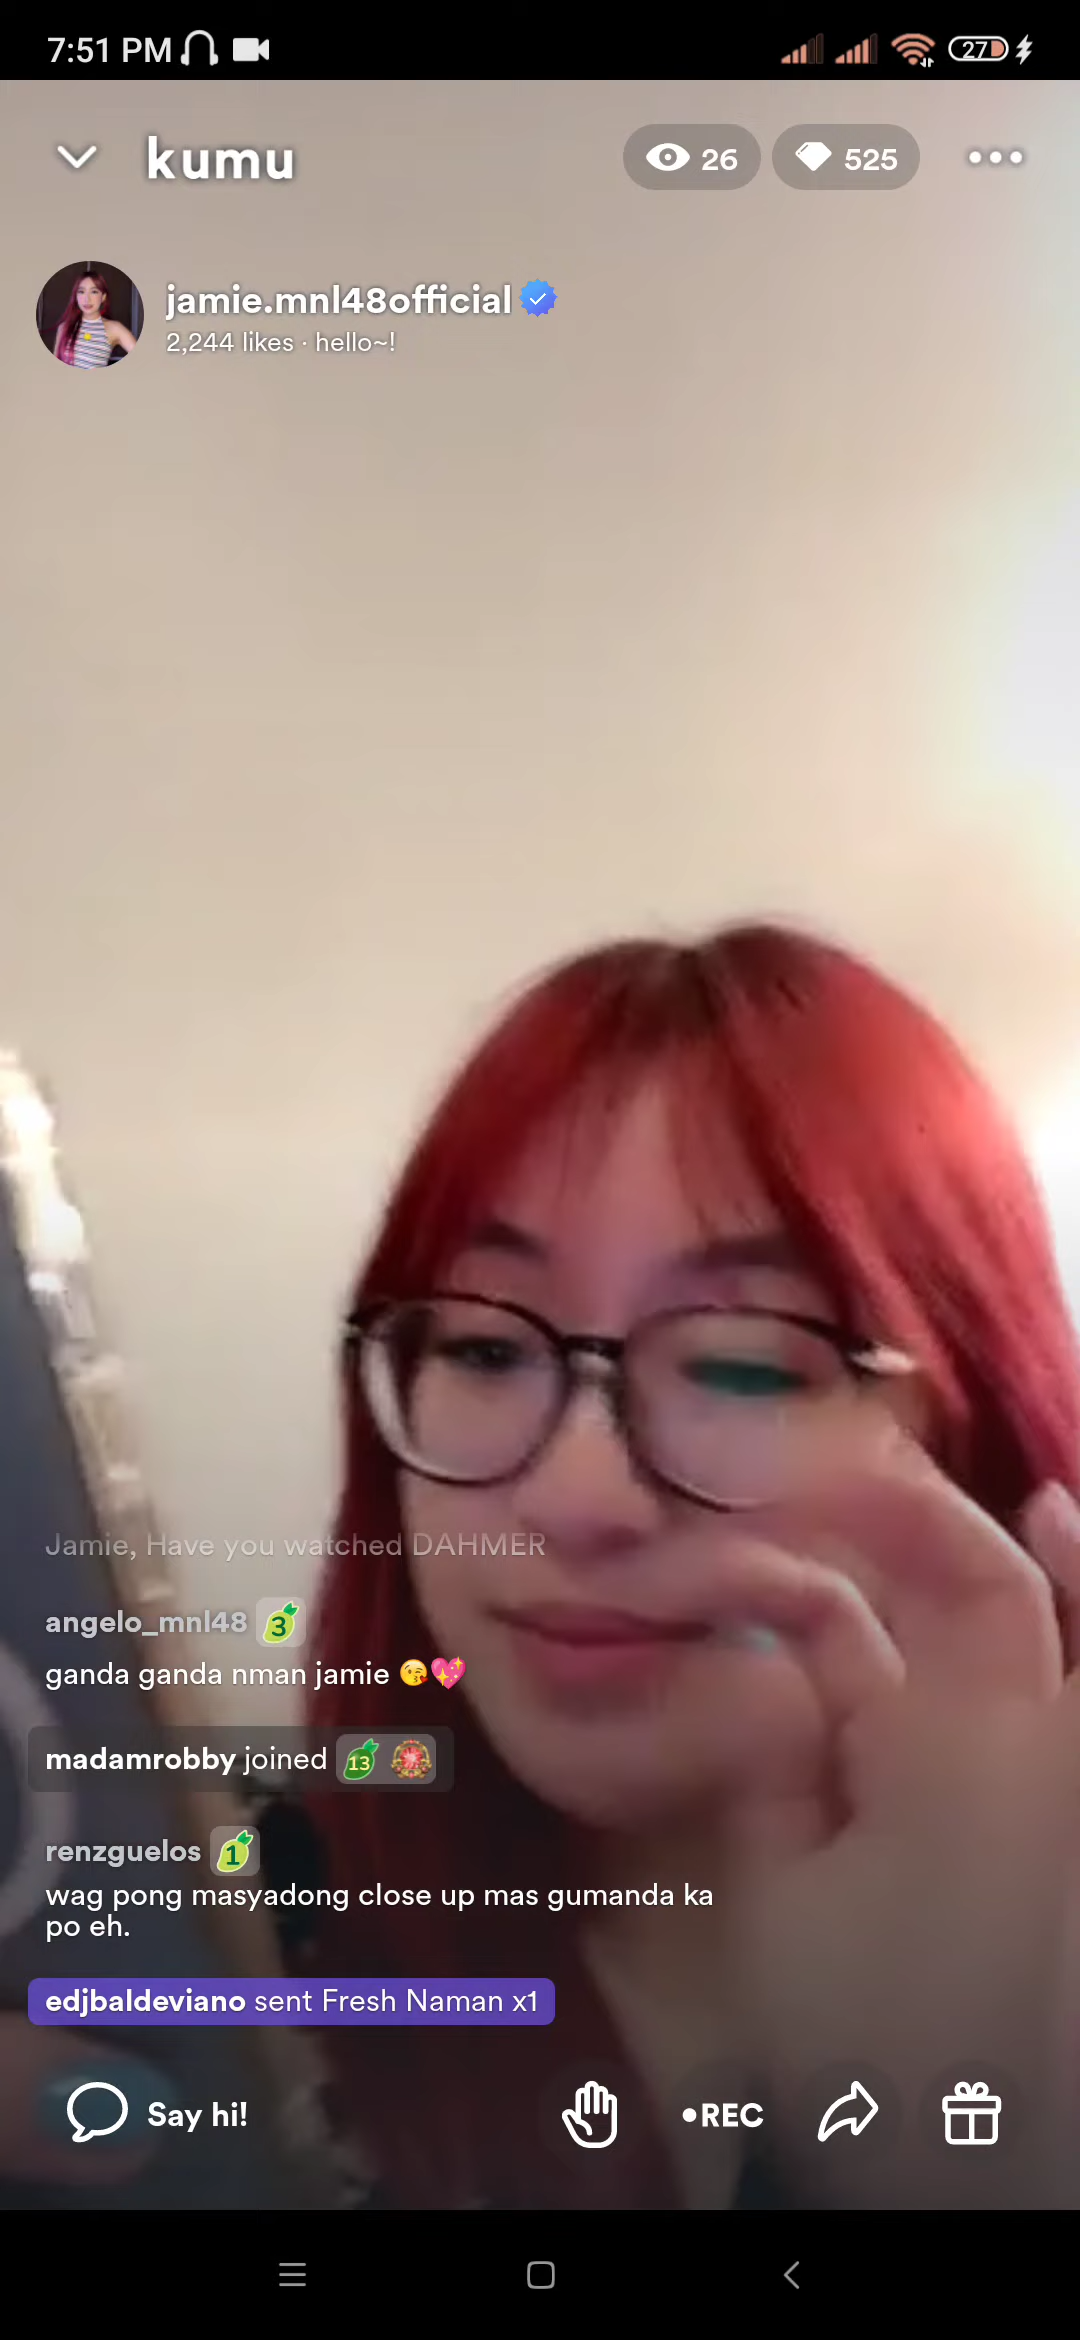 7:51 PM
27
kumu
26
525
jamie.mnl48official
2,244 likes · hello~!
Jamie, Have you watched DAHMER
angelo_mnl48 3
ganda ganda nman jamie 😘💖
madamrobby joined 13
renzguelos 1
wag pong masyadong close up mas gumanda ka
po eh.
edjbaldeviano sent Fresh Naman x1
Say hi!
•REC